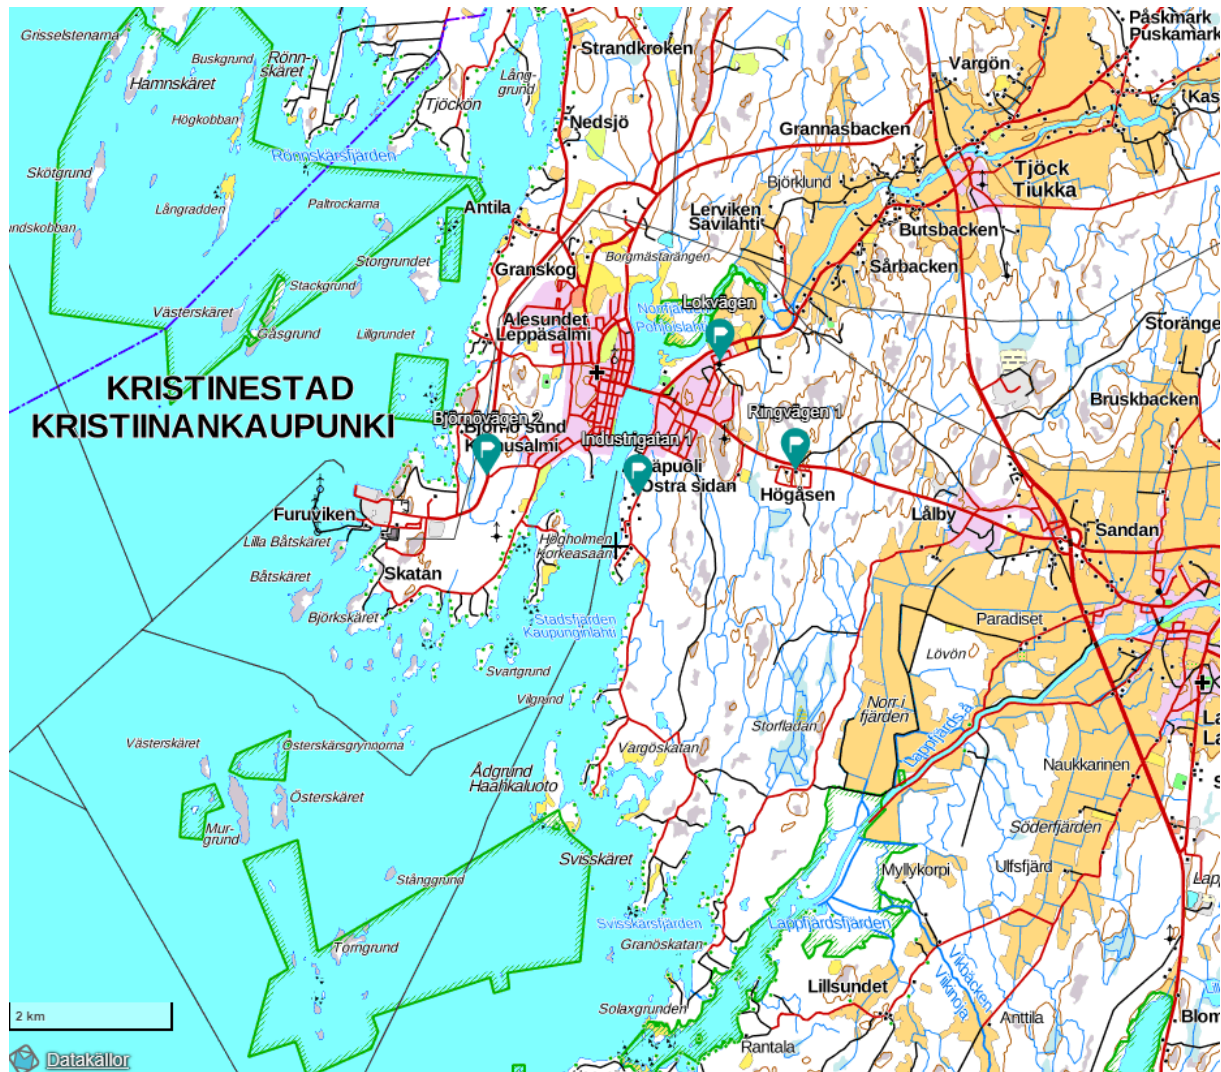 Grisselstenarna
Buskgrund
Rönn-
skäret
Hamnskäret
Högkobban
Tjöckön
Lång-
grund
Strandkroken
Nedsjö
Påskmark
Vargön
Grannasbacken
Rönnskärsfjärden
Skötgrund
Långradden
Paltrockarna
Antila
Björklund
Tjöck
Tiukka
Lerviken
Savilahti
Butsbacken
Storgrundet
Granskog
Borgmästarängen
Sårbacken
Stackgrund
Västerskäret
Gåsgrund
Lillgrundet
Alesundet
Leppäsalmi
Lokvägen
Bruskbacken
KRISTINESTAD
KRISTIINANKAUPUNKI
Björnövägen 2
Industrigatan 1
Ringvägen 1
Östra sidan
Högåsen
Furuviken
Lålby
Sandan
Lilla Båtskäret
Högholmen
Korkeasaari
Båtskäret
Skatan
Björkskäret
Stadsfjärden
Kaupunginlahti
Paradiset
Lövön
Svartgrund
Vilgrund
Norr i
fjärden
Storfladan
Lappfjärds å
Västerskäret
Österskärsgrynnorna
Vargöskatan
Naukkarinen
Ådgrund
Haahkaluoto
Österskäret
Mur-
grund
Söderfjärden
Svisskäret
Myllykorpi
Ulfsfjärd
Stånggrund
Svisskärsfjärden
Lappfjärdsfjärden
Torngrund
Granöskatan
Vikbäcken
Viikinoja
Lillsundet
Solaxgrunden
Anttila
2 km
Rantala
Datakällor